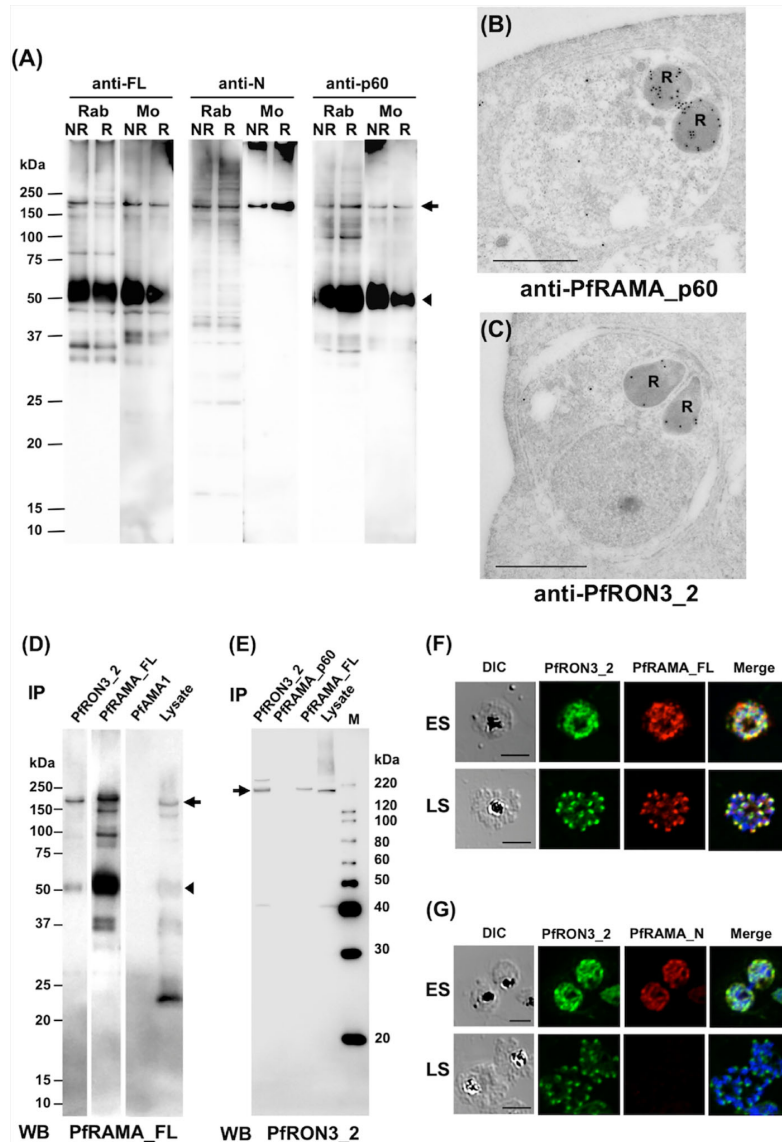 (A)
anti-FL anti-N anti-p60
Rab Mo Rab Mo Rab Mo
NR R NR R NR R NR R NR R NR R
kDa
250
150
100
75
50
37
25
20
15
10
(B)
R
R
anti-PfRAMA_p60
(C)
R
R
anti-PfRON3_2
(D)
IP
PfRON3_2
PfRAMA_FL
PfAMA1
Lysate
kDa
250
150
100
75
50
37
25
20
15
10
WB PfRAMA_FL
(E)
IP
PfRON3_2
PfRAMA_p60
PfRAMA_FL
Lysate
M
kDa
220
120
100
80
60
50
40
30
20
WB PfRON3_2
(F)
DIC PfRON3_2 PfRAMA_FL Merge
ES
LS
(G)
DIC PfRON3_2 PfRAMA_N Merge
ES
LS